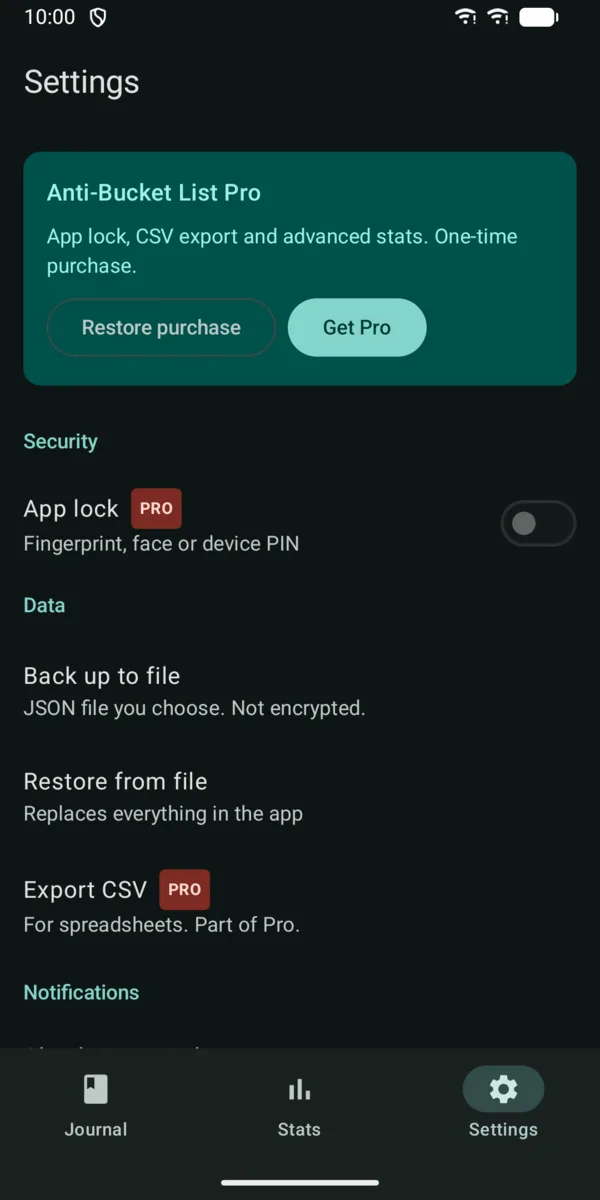 10:00
Settings
Anti-Bucket List Pro
App lock, CSV export and advanced stats. One-time
purchase.
Restore purchase
Get Pro
Security
App lock PRO
Fingerprint, face or device PIN
Data
Back up to file
JSON file you choose. Not encrypted.
Restore from file
Replaces everything in the app
Export CSV PRO
For spreadsheets. Part of Pro.
Notifications
Journal
Stats
Settings